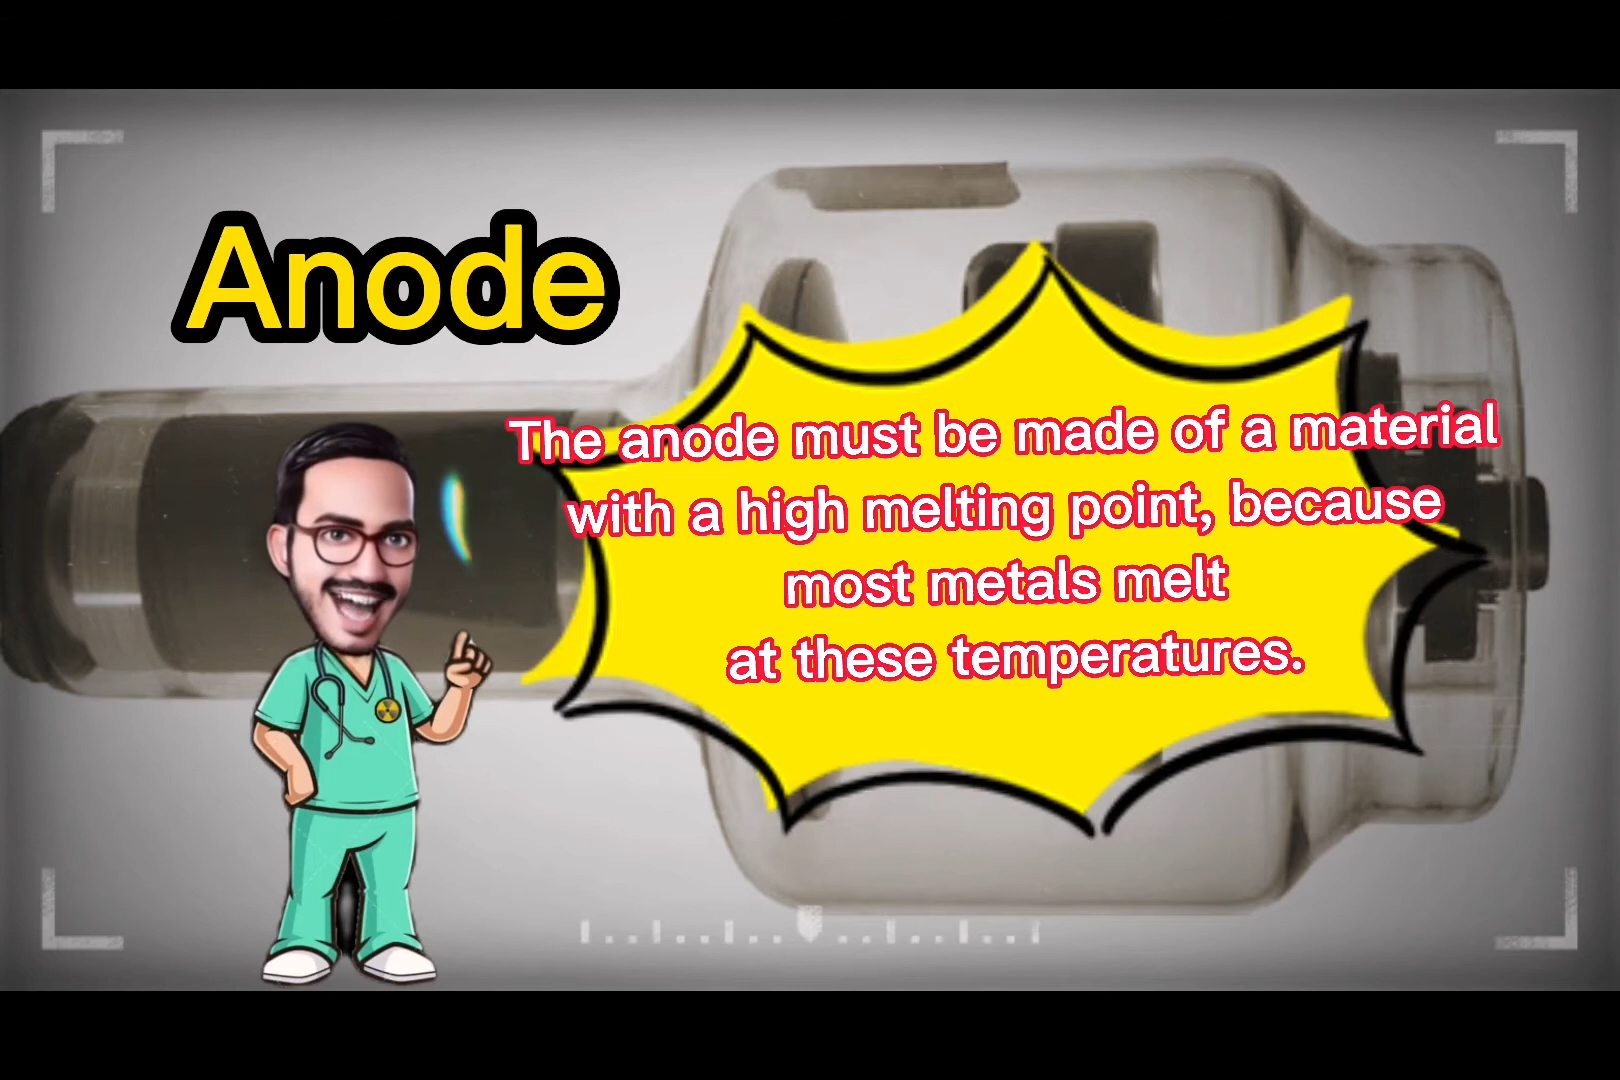 Anode
The anode must be made of a material
with a high melting point, because
most metals melt
at these temperatures.